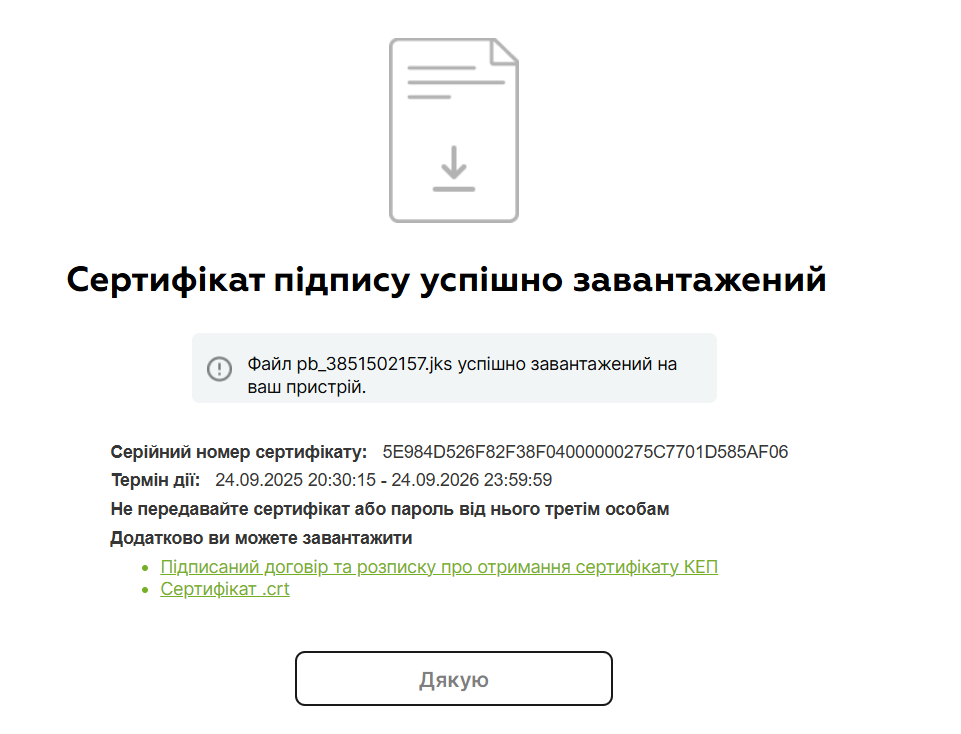 Сертифікат підпису успішно завантажений
Файл pb_3851502157.jks успішно завантажений на
ваш пристрій.
Серійний номер сертифікату: 5E984D526F82F38F04000000275C7701D585AF06
Термін дії: 24.09.2025 20:30:15 - 24.09.2026 23:59:59
Не передавайте сертифікат або пароль від нього третім особам
Додатково ви можете завантажити
Підписаний договір та розписку про отримання сертифікату КЕП
Сертифікат .crt
Дякую